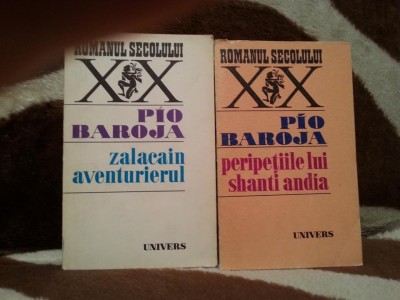 ROMANUL SECOLULUI
XX
PÍO
BAROJA
zalacain
aventurierul
UNIVERS
ROMANUL SECOLULUI
XX
PÍO
BAROJA
peripețiile lui
shanti andia
UNIVERS